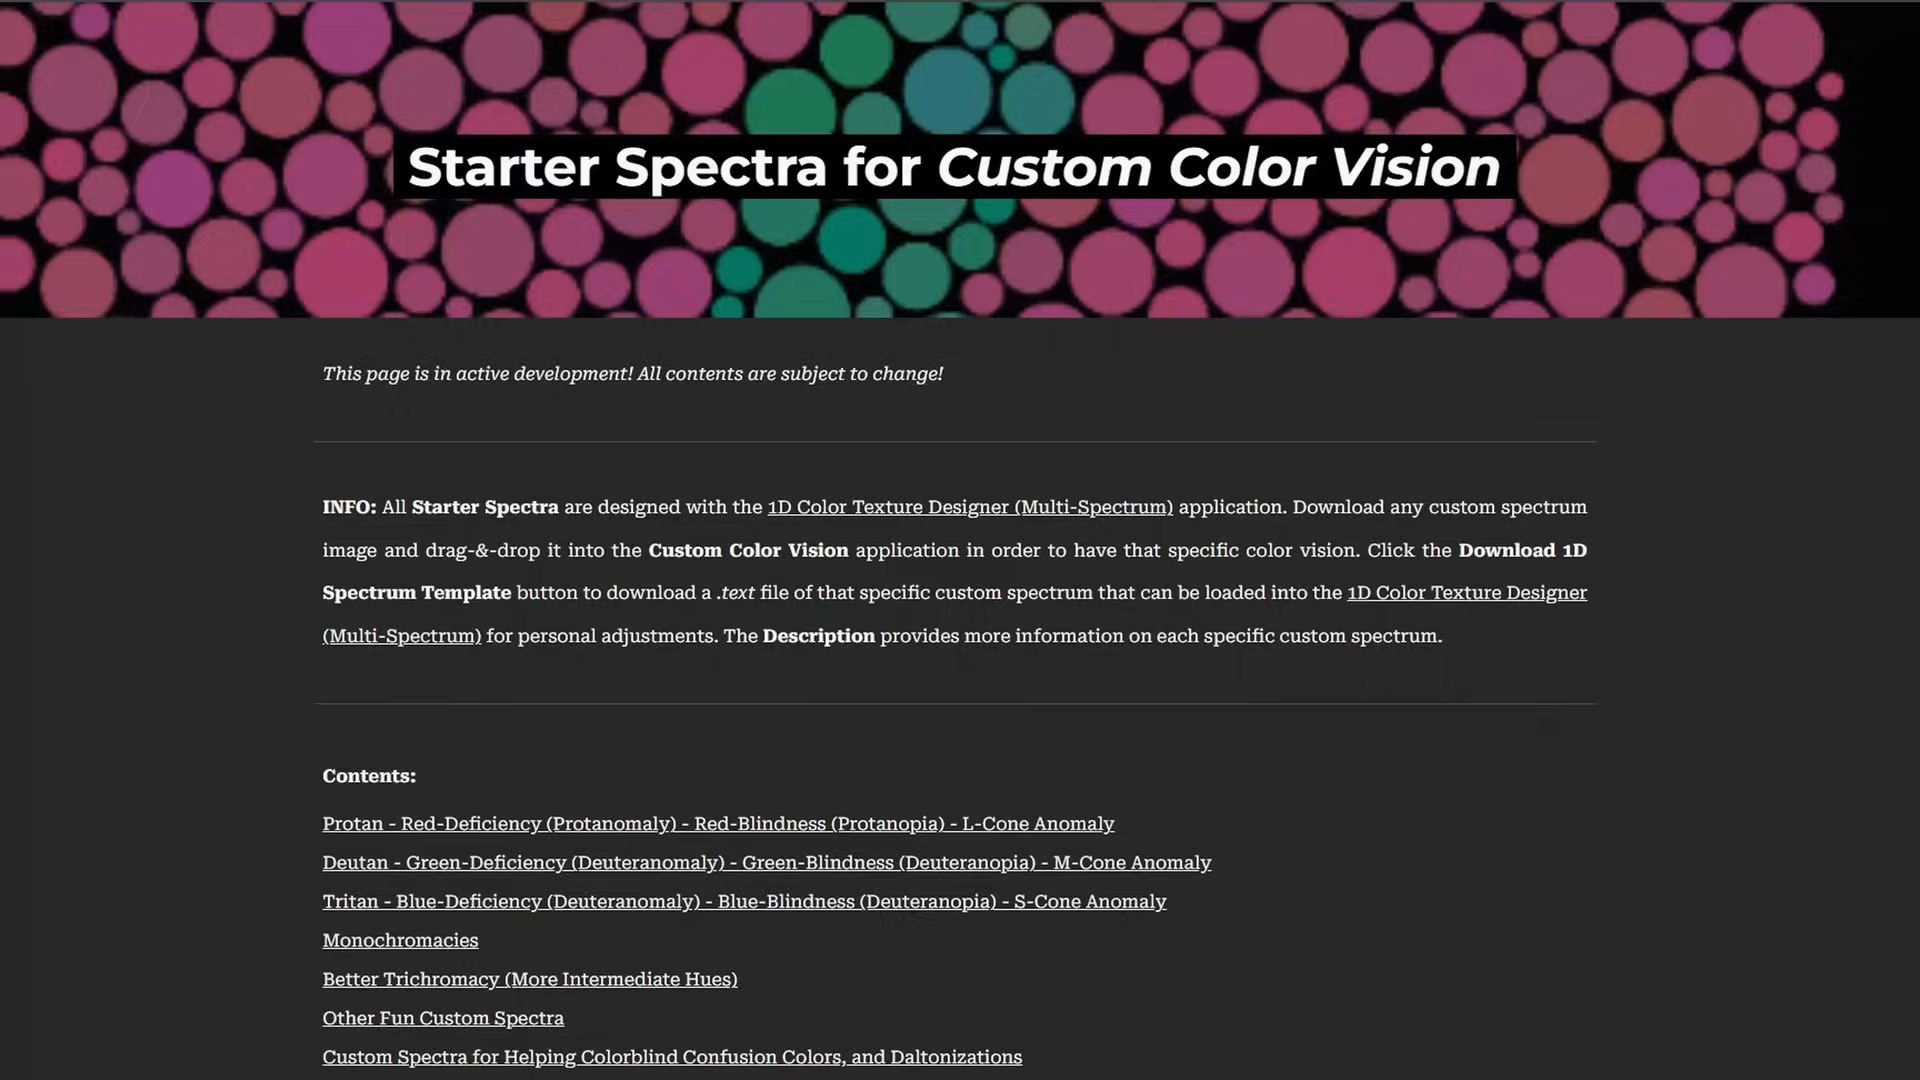 Starter Spectra for Custom Color Vision
This page is in active development! All contents are subject to change!
INFO: All Starter Spectra are designed with the 1D Color Texture Designer (Multi-Spectrum) application. Download any custom spectrum
image and drag-&-drop it into the Custom Color Vision application in order to have that specific color vision. Click the Download 1D
Spectrum Template button to download a .text file of that specific custom spectrum that can be loaded into the 1D Color Texture Designer
(Multi-Spectrum) for personal adjustments. The Description provides more information on each specific custom spectrum.
Contents:
Protan - Red-Deficiency (Protanomaly) - Red-Blindness (Protanopia) - L-Cone Anomaly
Deutan - Green-Deficiency (Deuteranomaly) - Green-Blindness (Deuteranopia) - M-Cone Anomaly
Tritan - Blue-Deficiency (Deuteranomaly) - Blue-Blindness (Deuteranopia) - S-Cone Anomaly
Monochromacies
Better Trichromacy (More Intermediate Hues)
Other Fun Custom Spectra
Custom Spectra for Helping Colorblind Confusion Colors, and Daltonizations